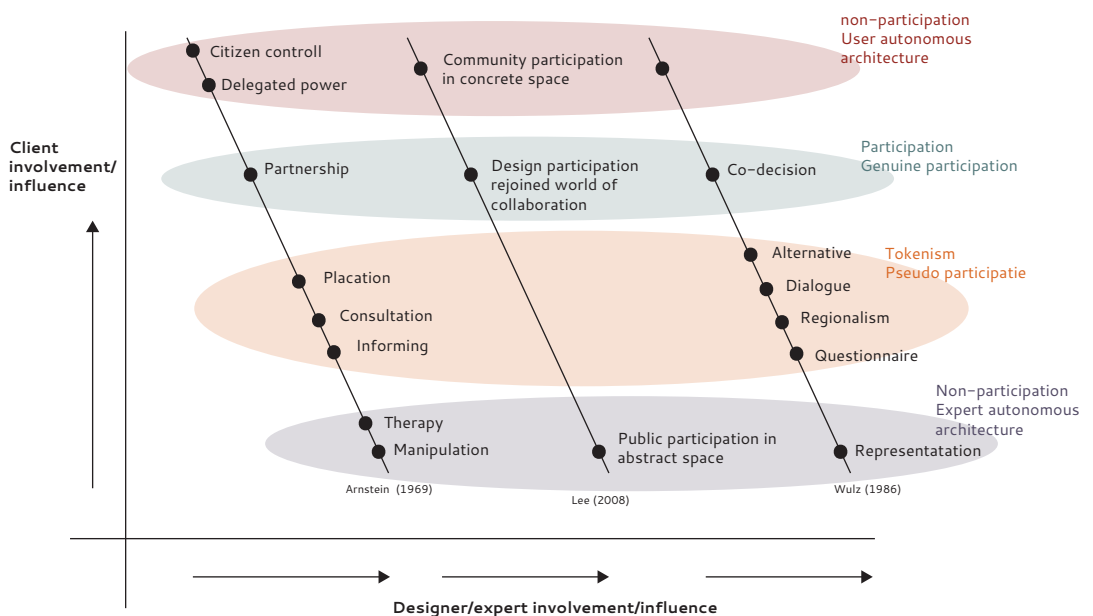 non-participation
User autonomous
architecture
Citizen controll
Delegated power
Community participation
in concrete space
Client
involvement/
influence
Participation
Genuine participation
Partnership
Design participation
rejoined world of
collaboration
Co-decision
Tokenism
Pseudo participatie
Alternative
Placation
Dialogue
Consultation
Regionalism
Informing
Questionnaire
Non-participation
Expert autonomous
architecture
Therapy
Manipulation
Public participation in
abstract space
Representatation
Arnstein (1969)
Lee (2008)
Wulz (1986)
Designer/expert involvement/influence